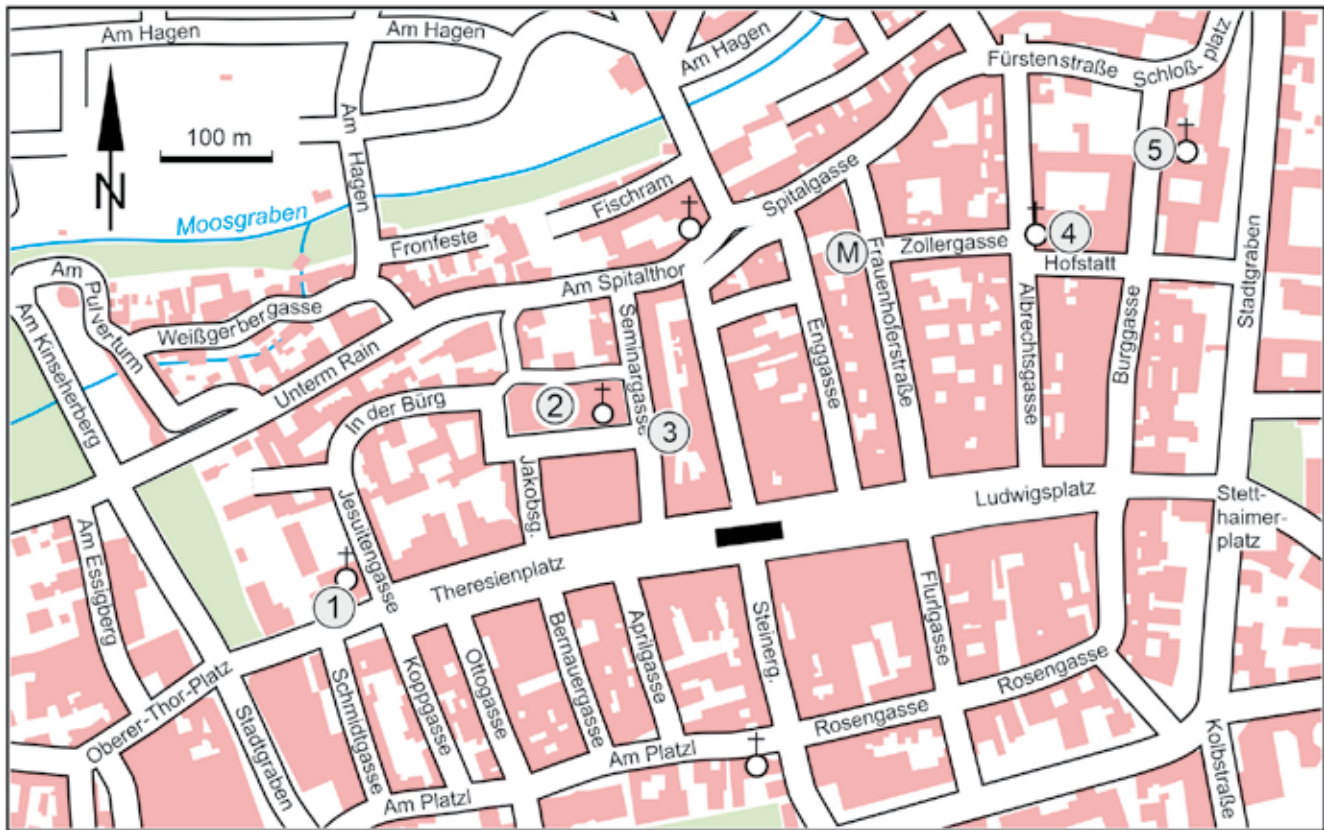 Am Hagen
Am Hagen
Am Hagen
Fürstenstraße
Schloß-
platz
100 m
Am Hagen
N
5
Moosgraben
Fischram
Spitalgasse
Fronfeste
M
Zollergasse
4
Hofstatt
Stadtgraben
Am Pulverturm
Am Spitalthor
Frauenhoferstraße
Weißgerbergasse
Seminargasse
Enggasse
Albrechtsgasse
Burggasse
Am Kinseherberg
Unterm Rain
In der Bürg
2
3
Jakobsg.
Ludwigsplatz
Stett-
haimer-
platz
Am Essigberg
Jesuitengasse
Theresienplatz
1
Steinerg.
Flurlgasse
Bernauergasse
Aprilgasse
Schmidtgasse
Koppgasse
Ottogasse
Rosengasse
Oberer-Thor-Platz
Stadtgraben
Rosengasse
Am Platzl
Kolbstraße
Am Platzl